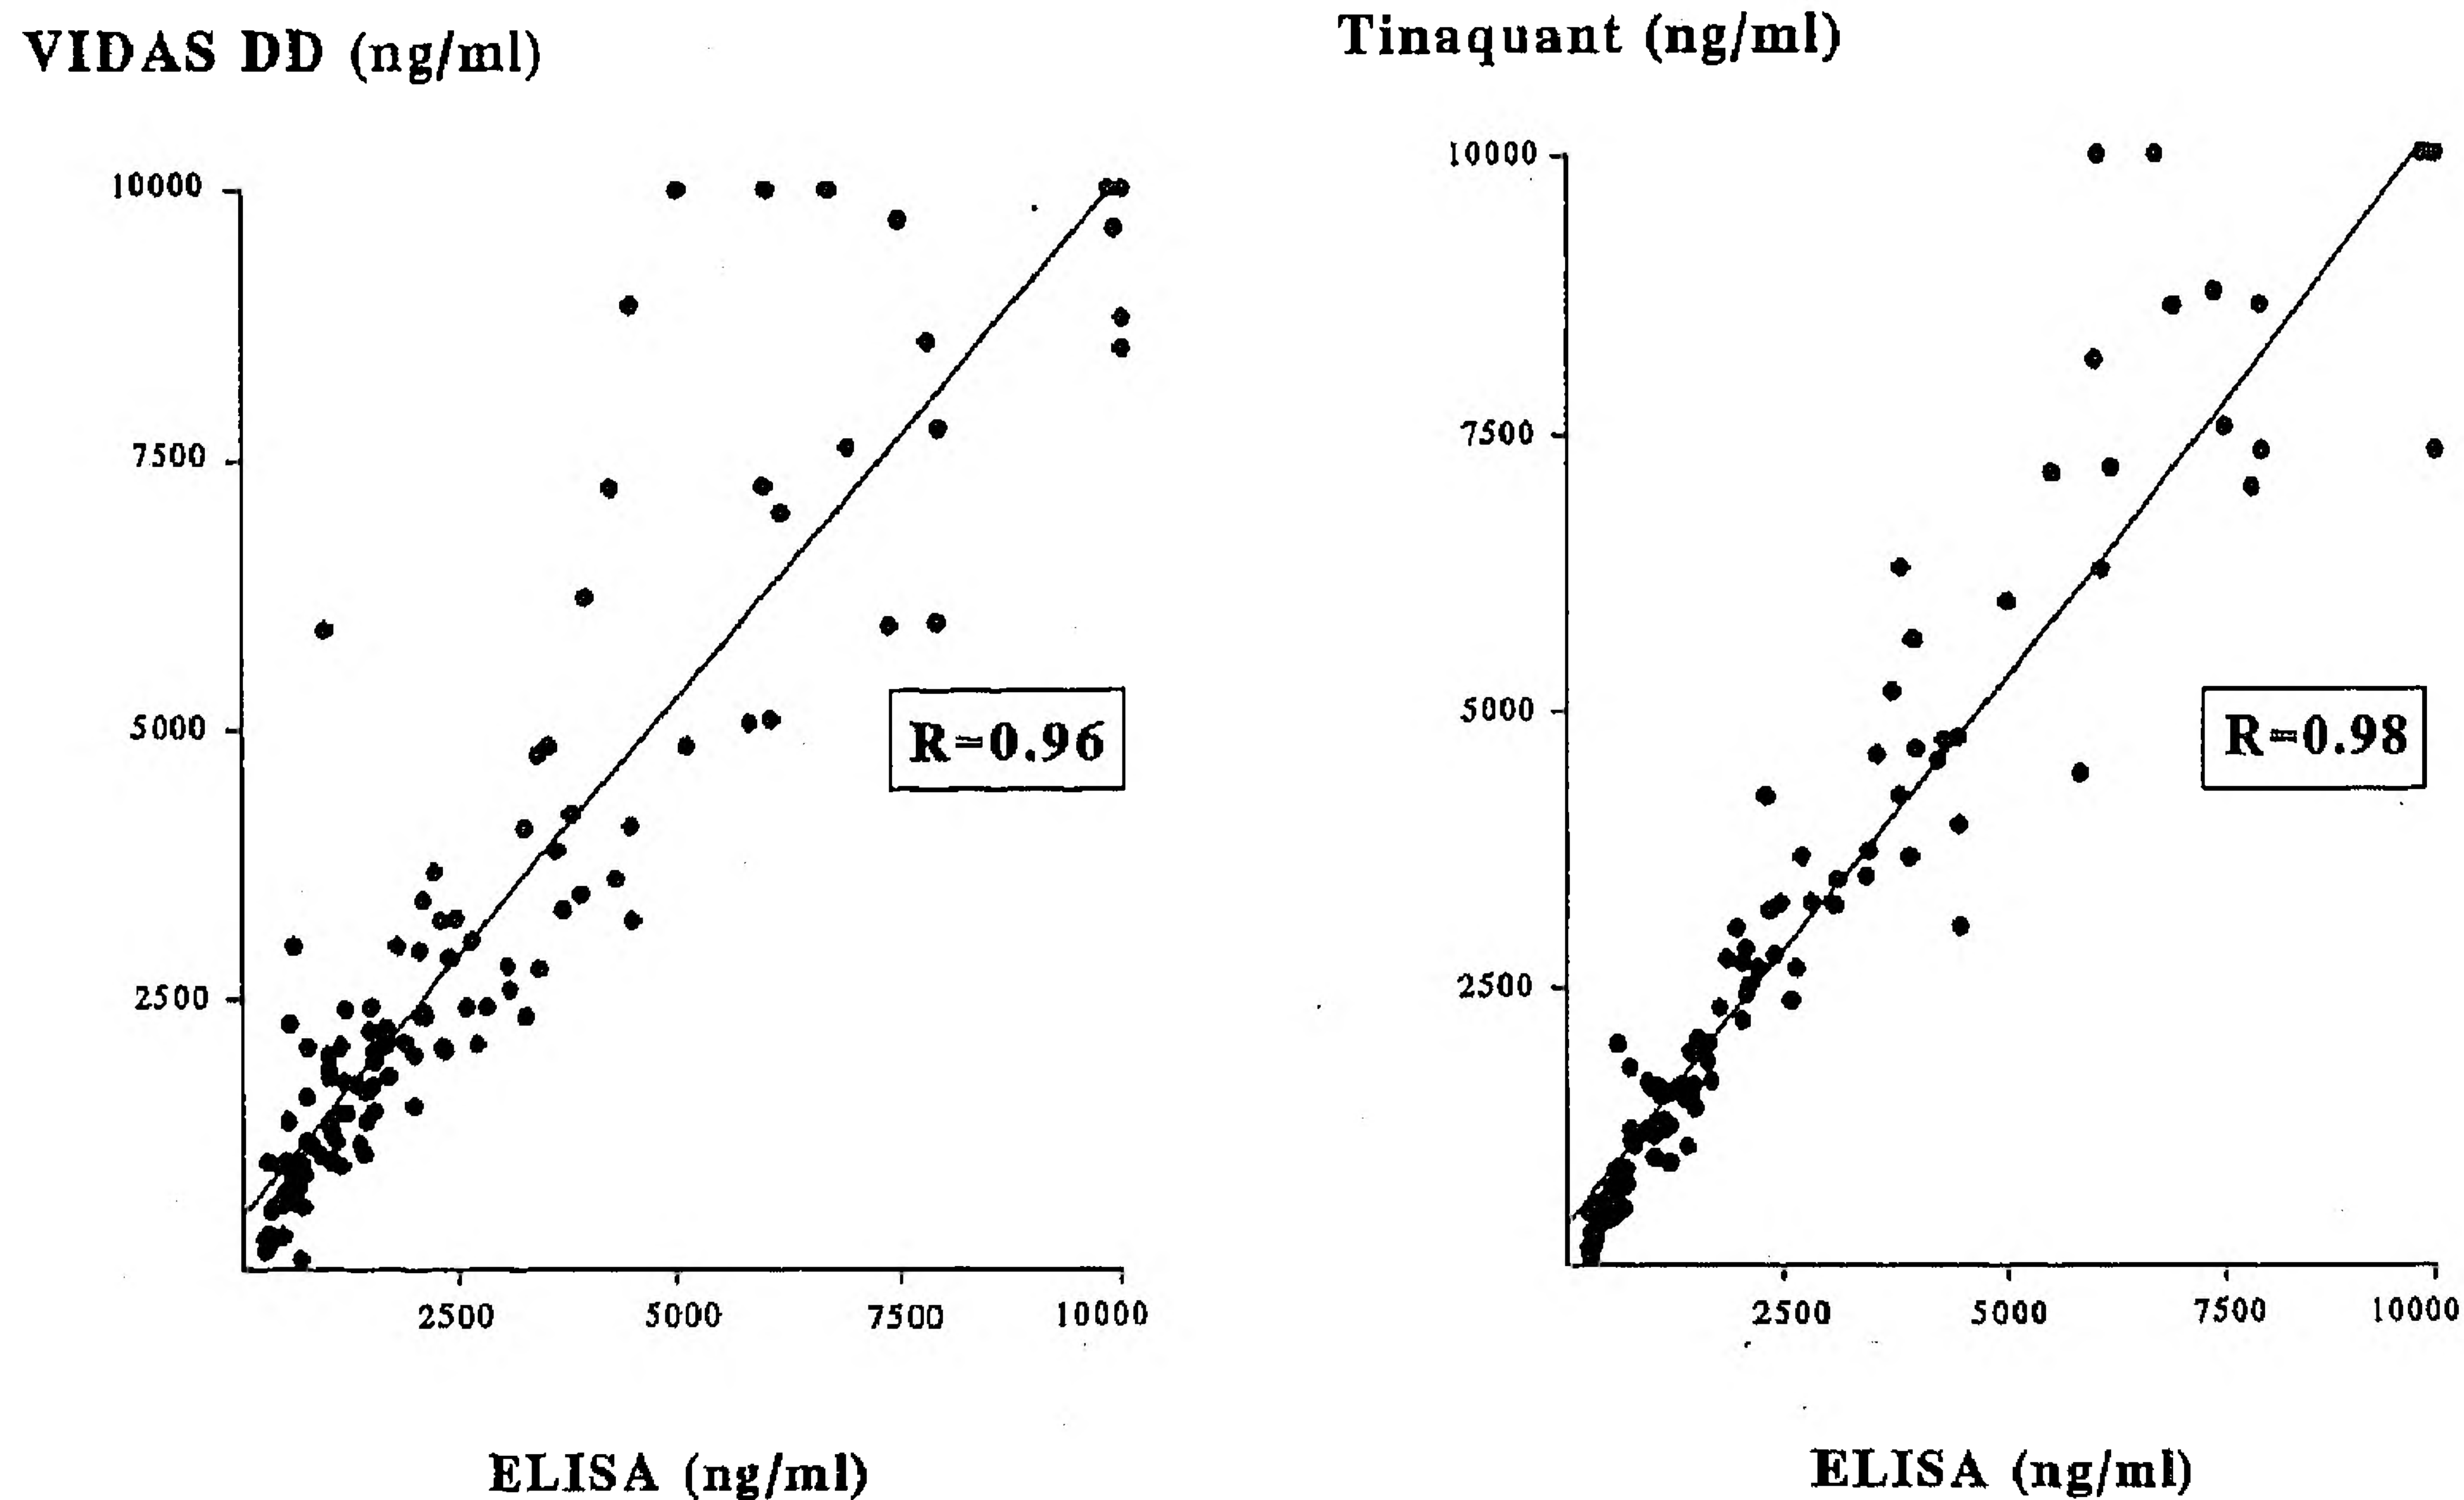 VIDAS DD (ng/ml)
10000
7500
5000
2500
R=0.96
2500 5000 7500 10000
ELISA (ng/ml)
Tinaquant (ng/ml)
10000
7500
5000
2500
R=0.98
2500 5000 7500 10000
ELISA (ng/ml)